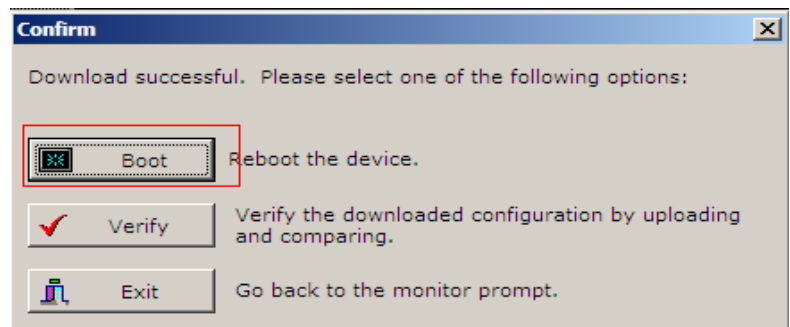 Confirm
Download successful. Please select one of the following options:
Boot Reboot the device.
Verify Verify the downloaded configuration by uploading
and comparing.
Exit Go back to the monitor prompt.